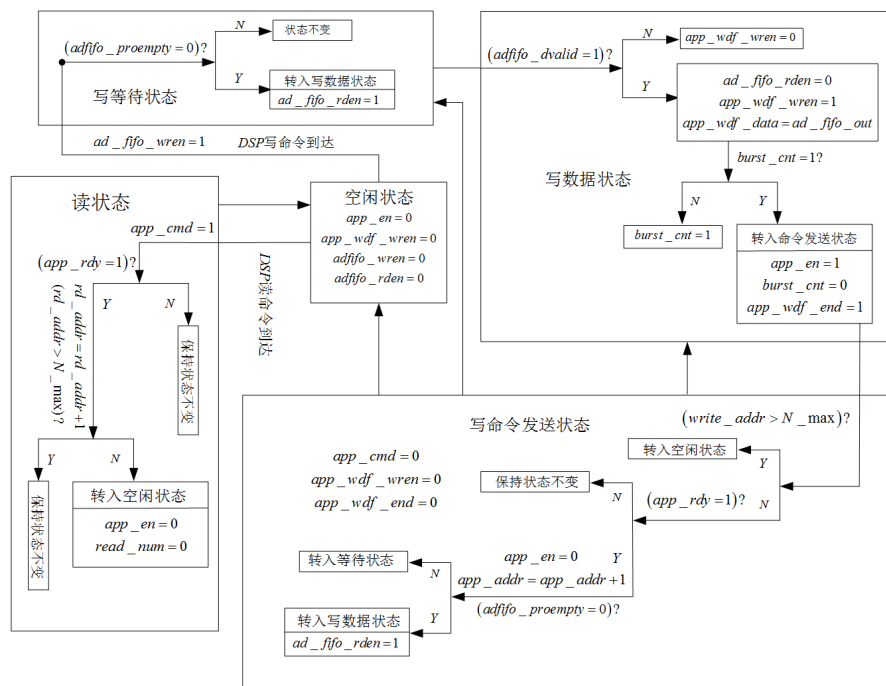 (adfifo_proempty=0)?
N
状态不变
Y
转入写数据状态
ad_fifo_rden=1
写等待状态
(adfifo_dvalid=1)?
N
app_wdf_wren=0
Y
ad_fifo_rden=0
app_wdf_wren=1
app_wdf_data=ad_fifo_out
burst_cnt=1?
写数据状态
N
Y
burst_cnt=1
转入命令发送状态
app_en=1
burst_cnt=0
app_wdf_end=1
ad_fifo_wren=1
DSP写命令到达
空闲状态
app_en=0
app_wdf_wren=0
adfifo_wren=0
adfifo_rden=0
读状态
app_cmd=1
DSP读命令到达
(app_rdy=1)?
Y
N
rd_addr=rd_addr+1
(rd_addr>N_max)?
保持状态不变
Y
N
保持状态不变
转入空闲状态
app_en=0
read_num=0
写命令发送状态
(write_addr>N_max)?
app_cmd=0
app_wdf_wren=0
app_wdf_end=0
转入空闲状态
Y
N
保持状态不变
N
(app_rdy=1)?
Y
app_en=0
app_addr=app_addr+1
(adfifo_proempty=0)?
转入等待状态
N
Y
转入写数据状态
ad_fifo_rden=1